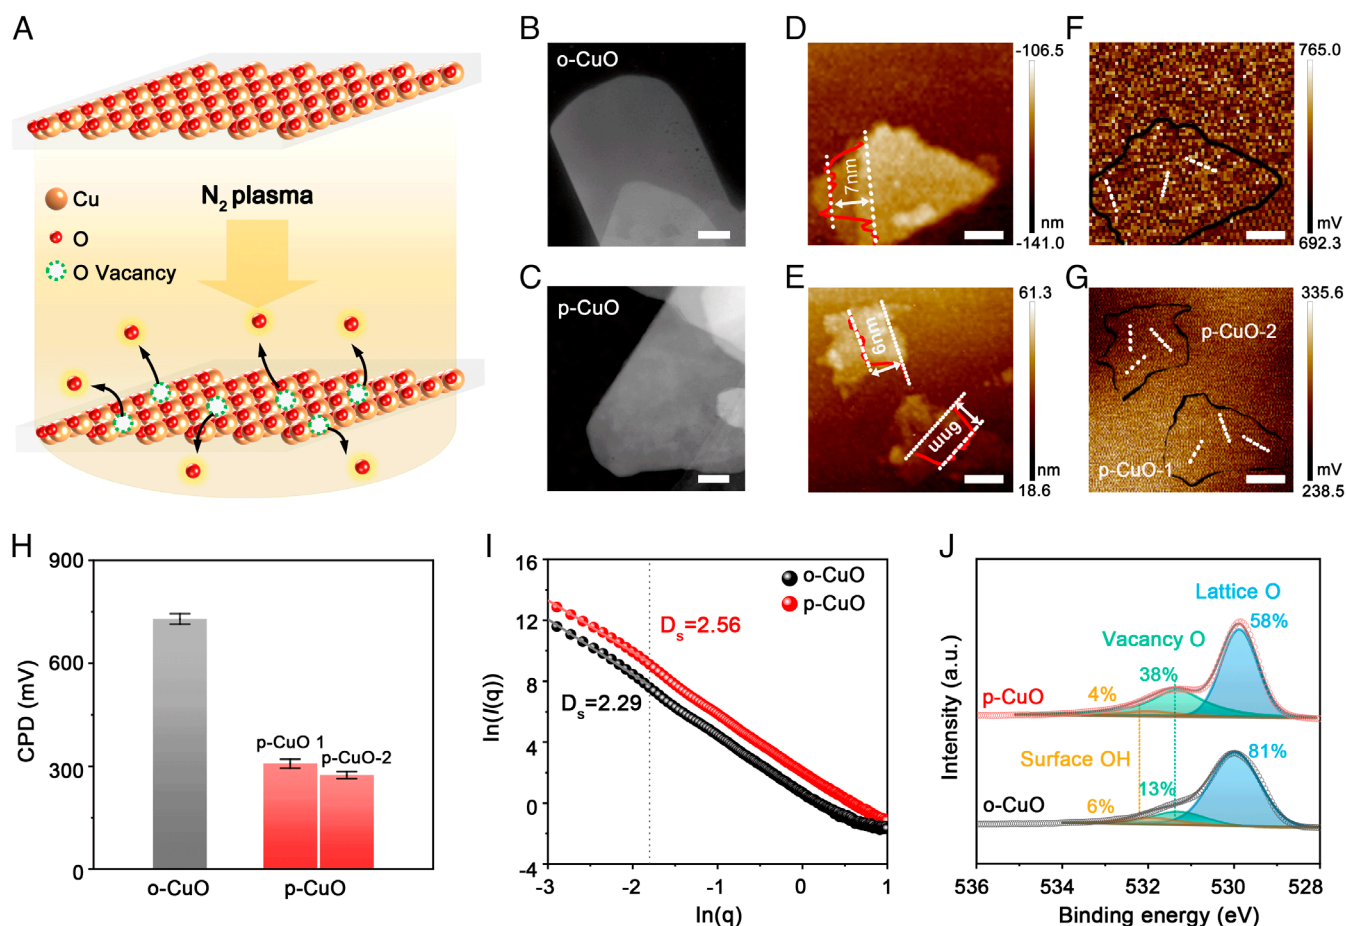 A
Cu
O
O Vacancy
N2 plasma
B
o-CuO
C
p-CuO
D
7nm
-106.5
nm
-141.0
E
6nm
6nm
61.3
nm
18.6
F
765.0
mV
692.3
G
p-CuO-2
p-CuO-1
335.6
mV
238.5
H
CPD (mV)
900
600
300
0
p-CuO 1
p-CuO-2
o-CuO
p-CuO
I
ln(I(q))
16
12
8
4
0
-4
o-CuO
p-CuO
Ds=2.56
Ds=2.29
-3
-2
-1
0
1
ln(q)
J
Intensity (a.u.)
Lattice O
58%
Vacancy O
38%
4%
p-CuO
Surface OH
81%
13%
6%
o-CuO
536
534
532
530
528
Binding energy (eV)